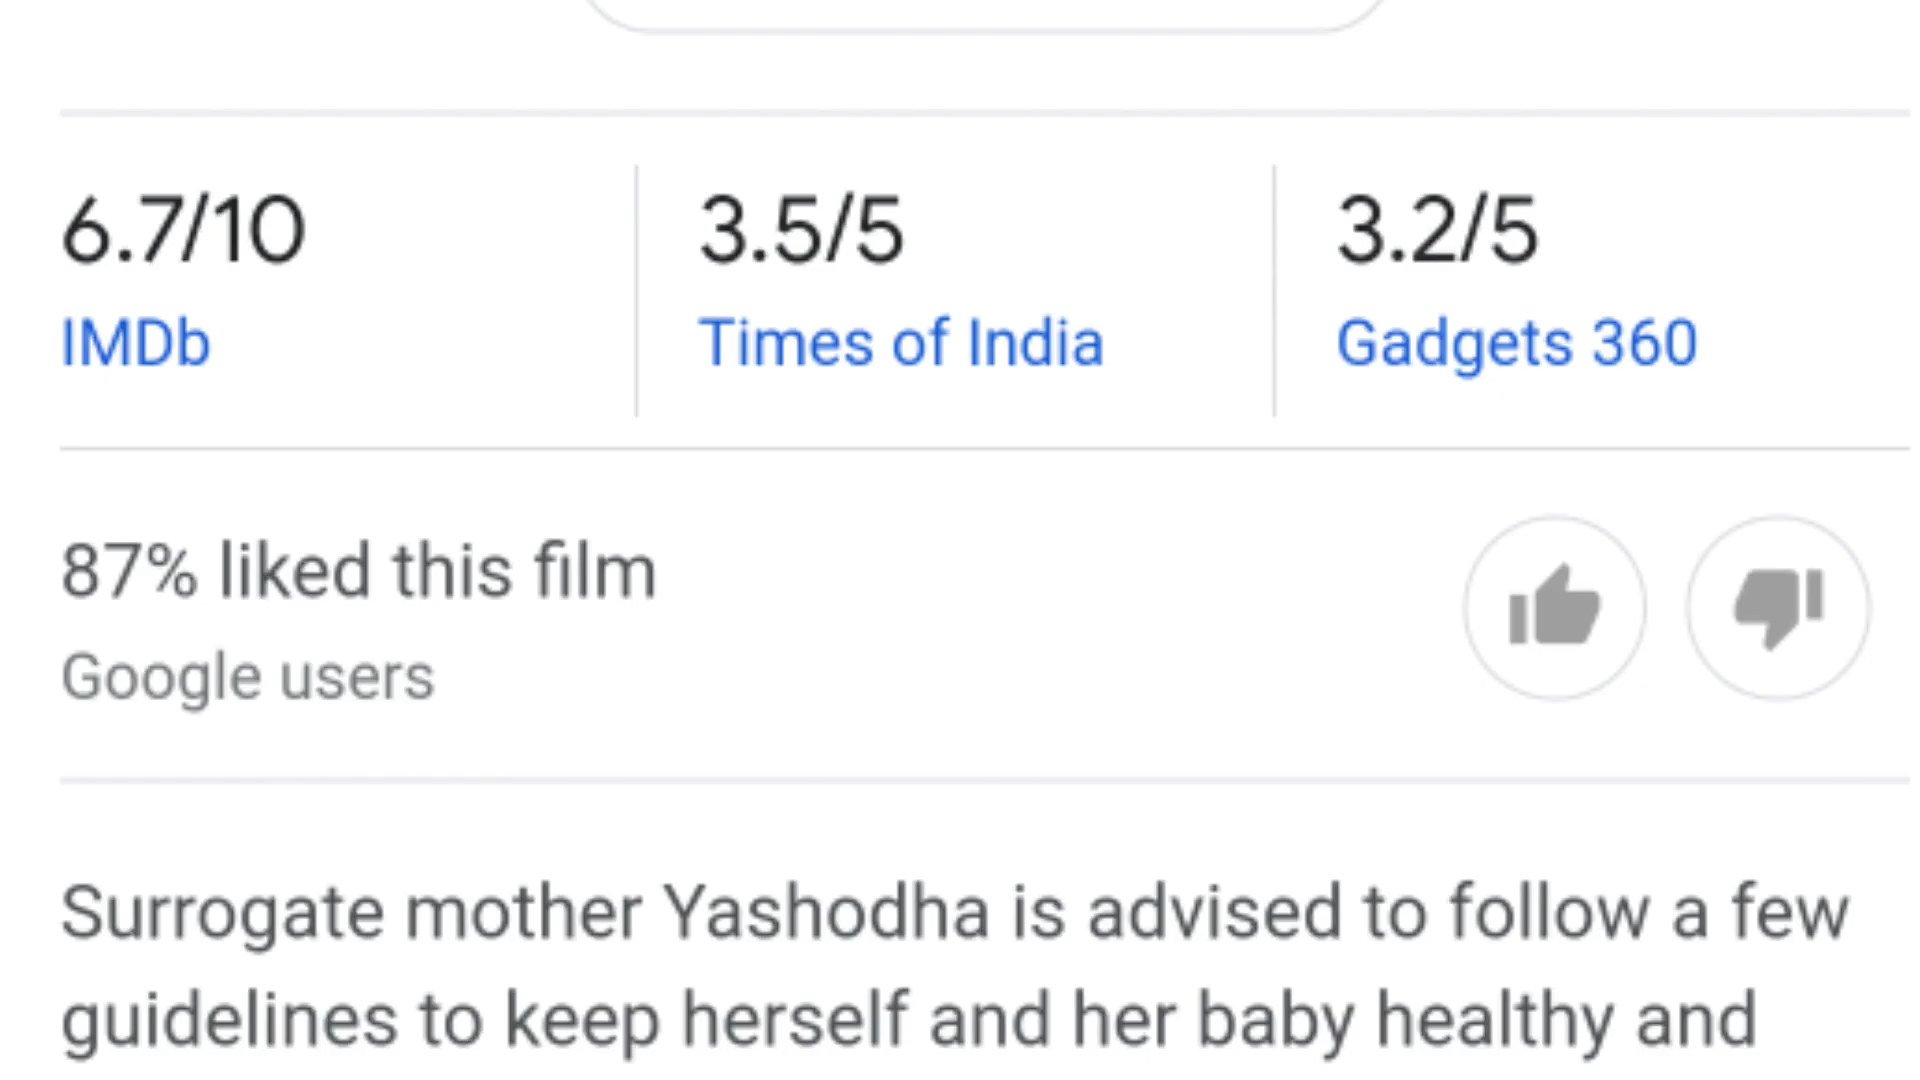 6.7/10 3.5/5 3.2/5
IMDb Times of India Gadgets 360
87% liked this film
Google users
Surrogate mother Yashodha is advised to follow a few
guidelines to keep herself and her baby healthy and